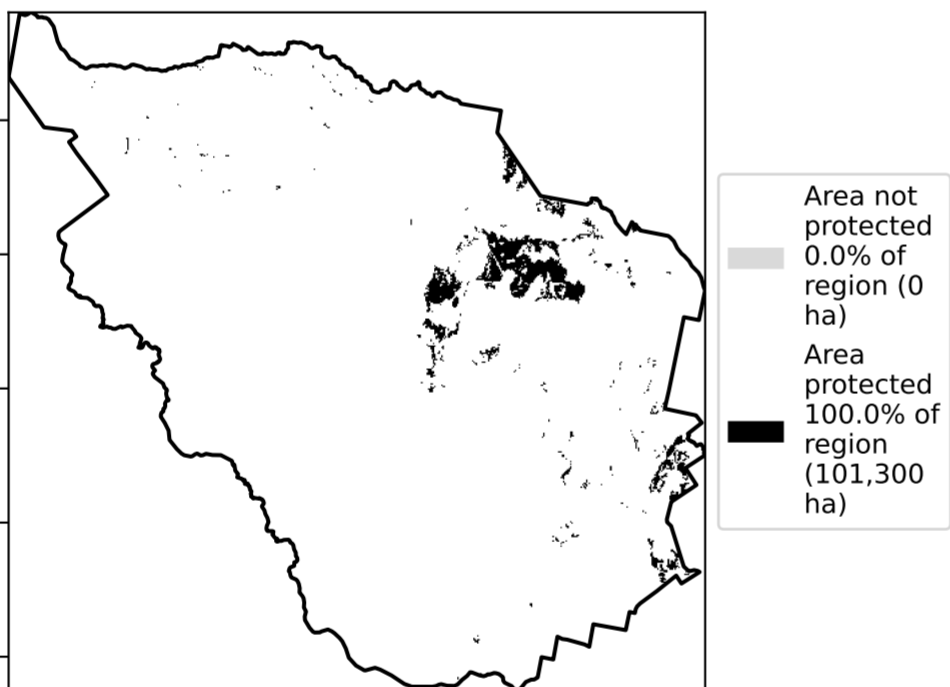 Area not
protected
0.0% of
region (0
ha)
Area
protected
100.0% of
region
(101,300
ha)